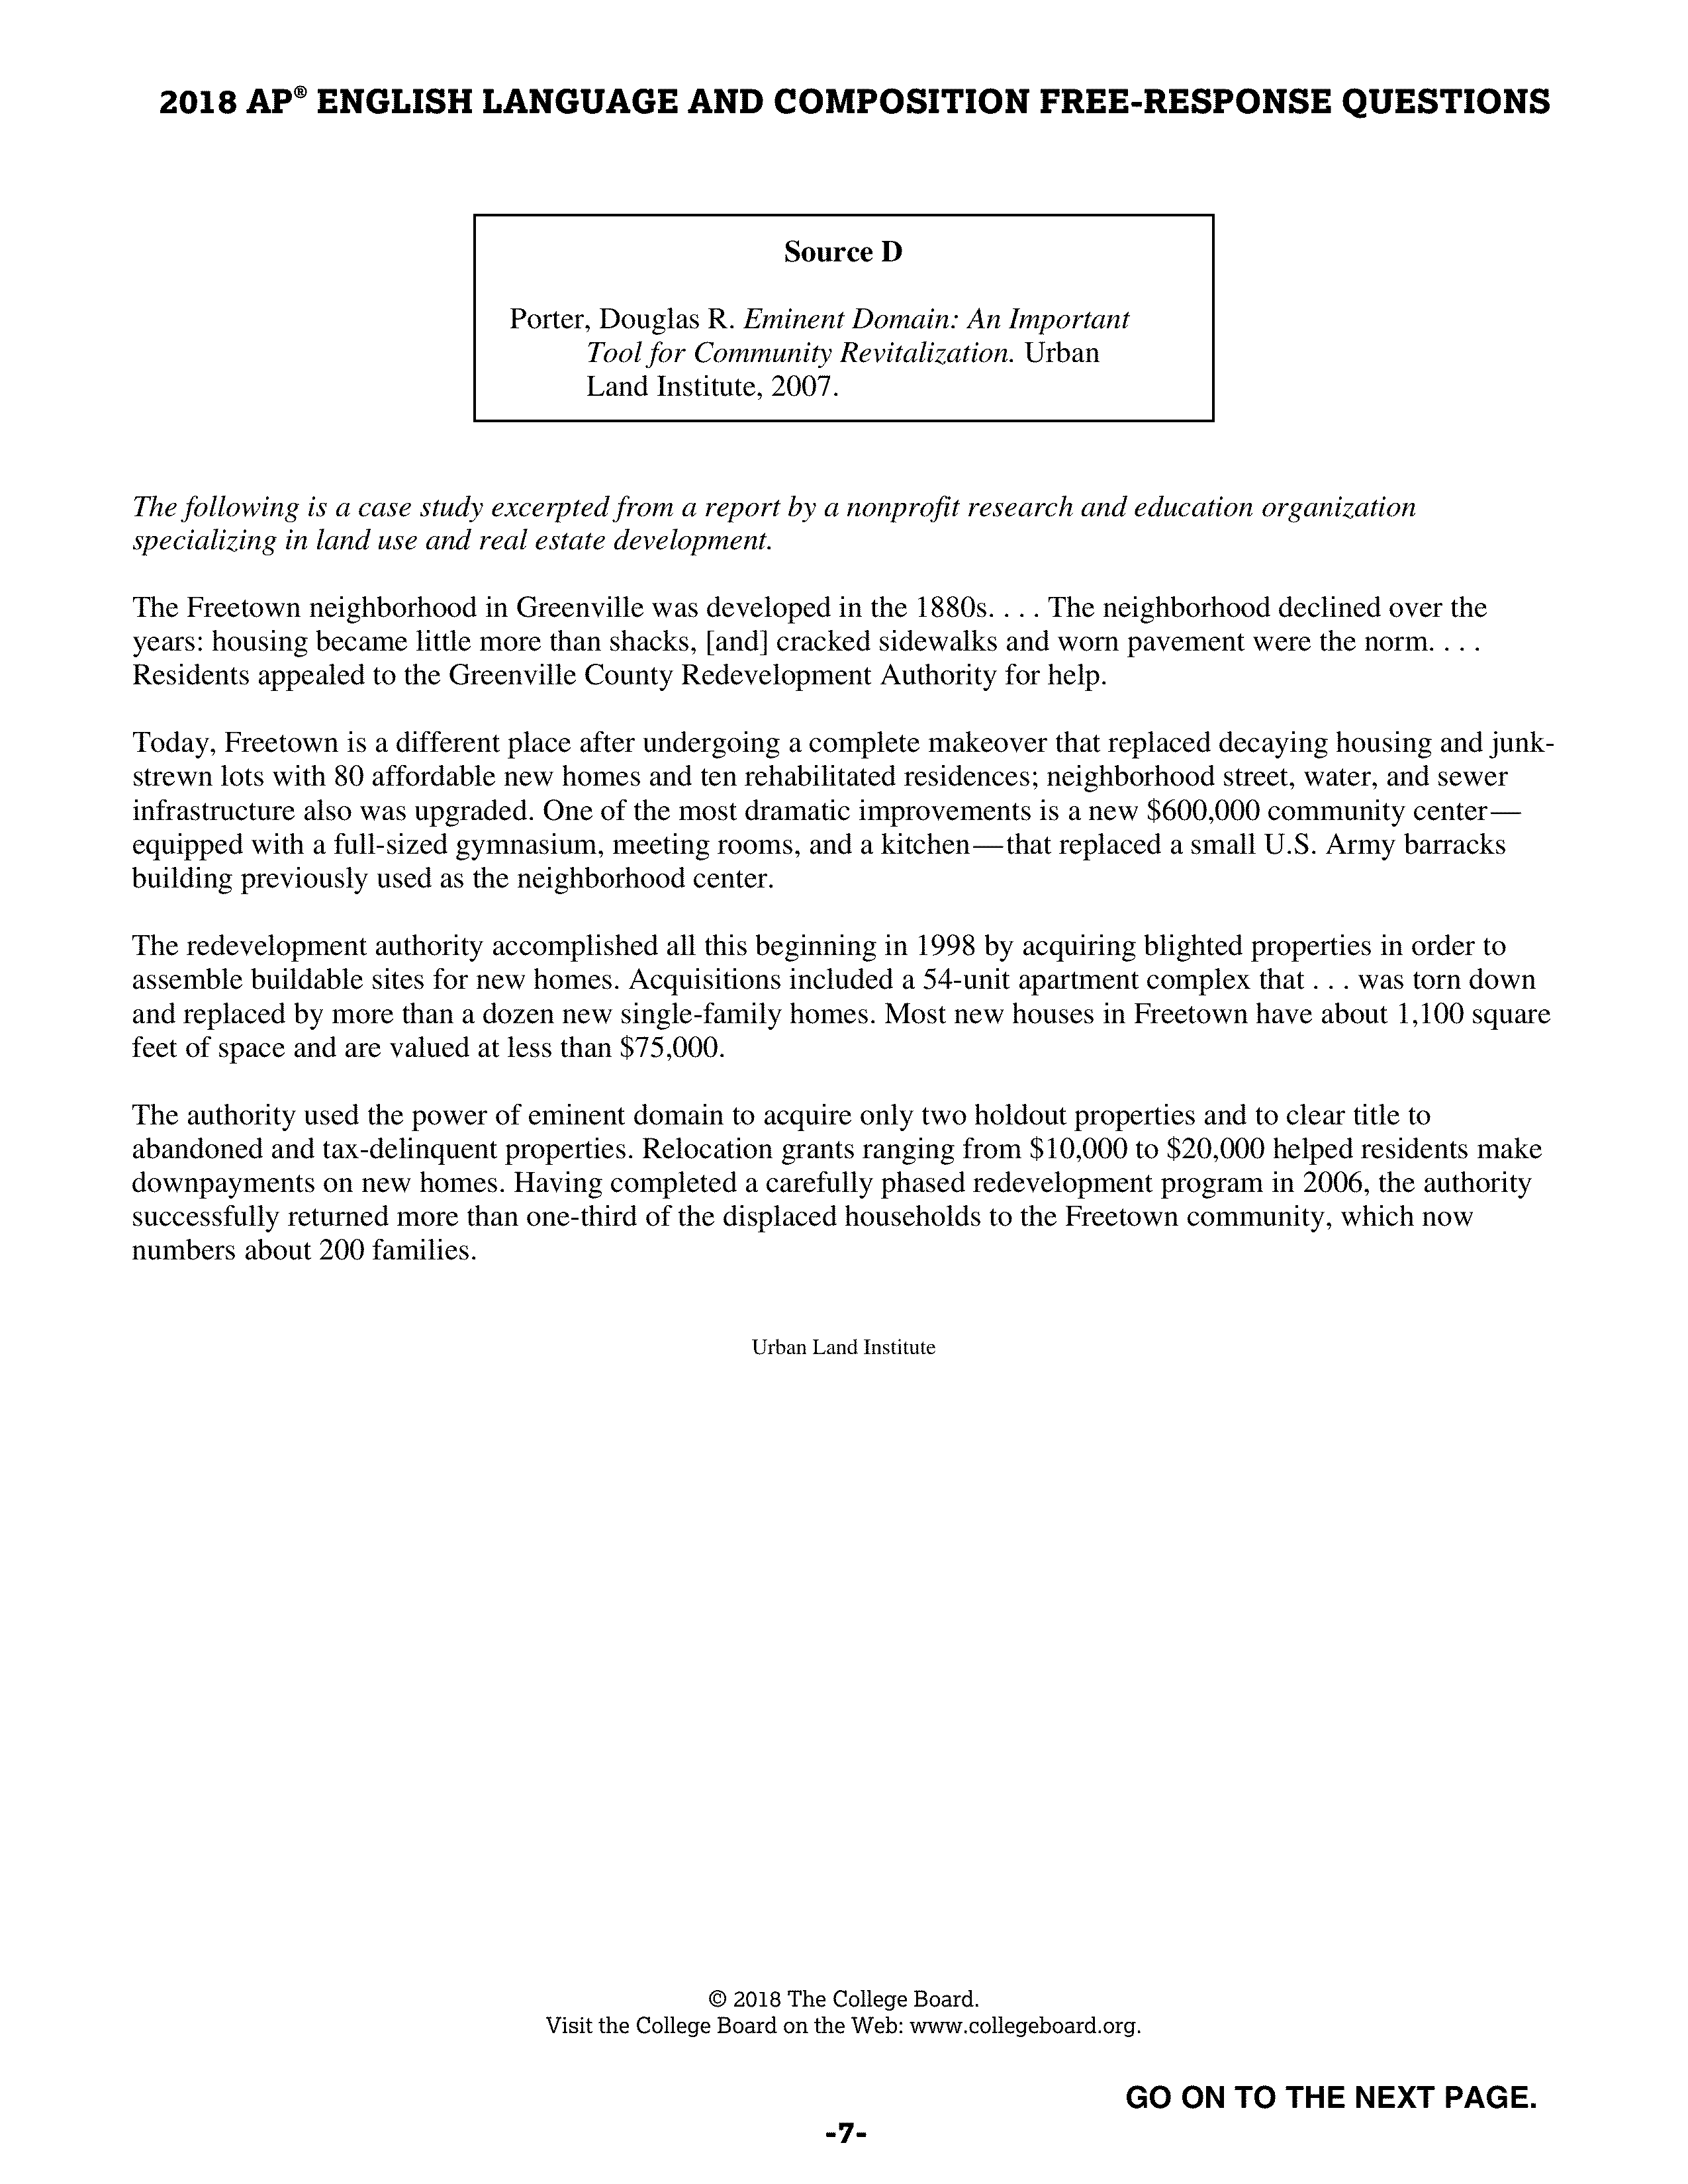 2018 AP® ENGLISH LANGUAGE AND COMPOSITION FREE-RESPONSE QUESTIONS
Source D
Porter, Douglas R. Eminent Domain: An Important
Tool for Community Revitalization. Urban
Land Institute, 2007.
The following is a case study excerpted from a report by a nonprofit research and education organization
specializing in land use and real estate development.
The Freetown neighborhood in Greenville was developed in the 1880s. . . . The neighborhood declined over the
years: housing became little more than shacks, [and] cracked sidewalks and worn pavement were the norm. . . .
Residents appealed to the Greenville County Redevelopment Authority for help.
Today, Freetown is a different place after undergoing a complete makeover that replaced decaying housing and junk-
strewn lots with 80 affordable new homes and ten rehabilitated residences; neighborhood street, water, and sewer
infrastructure also was upgraded. One of the most dramatic improvements is a new $600,000 community center—
equipped with a full-sized gymnasium, meeting rooms, and a kitchen—that replaced a small U.S. Army barracks
building previously used as the neighborhood center.
The redevelopment authority accomplished all this beginning in 1998 by acquiring blighted properties in order to
assemble buildable sites for new homes. Acquisitions included a 54-unit apartment complex that . . . was torn down
and replaced by more than a dozen new single-family homes. Most new houses in Freetown have about 1,100 square
feet of space and are valued at less than $75,000.
The authority used the power of eminent domain to acquire only two holdout properties and to clear title to
abandoned and tax-delinquent properties. Relocation grants ranging from $10,000 to $20,000 helped residents make
downpayments on new homes. Having completed a carefully phased redevelopment program in 2006, the authority
successfully returned more than one-third of the displaced households to the Freetown community, which now
numbers about 200 families.
Urban Land Institute
© 2018 The College Board.
Visit the College Board on the Web: www.collegeboard.org.
GO ON TO THE NEXT PAGE.
-7-